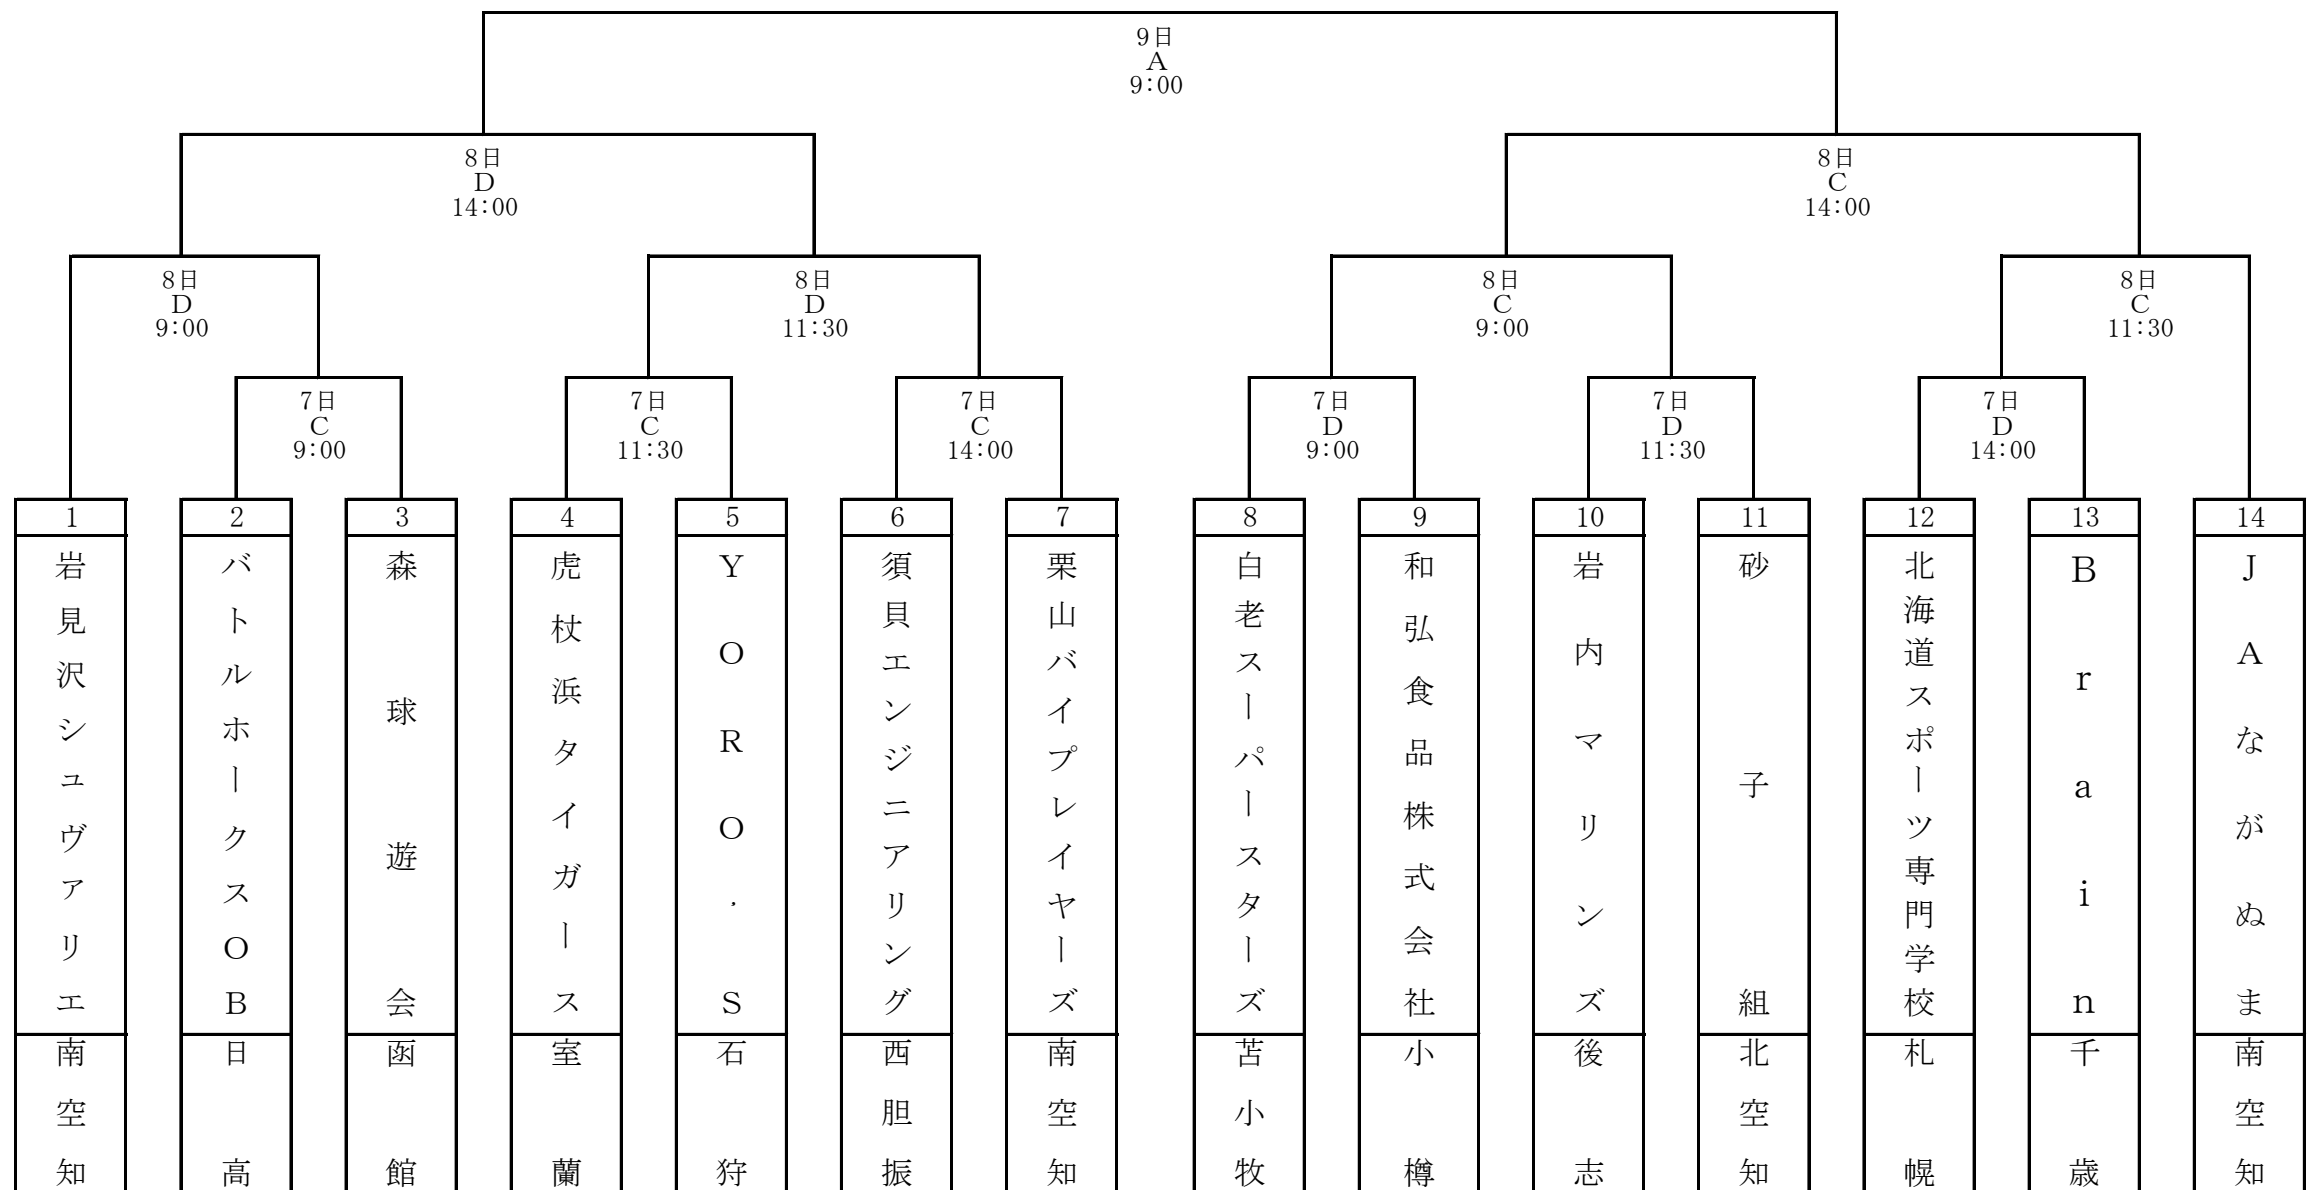 9日
A
9:00
8日
D
14:00
8日
C
14:00
8日
D
9:00
8日
D
11:30
8日
C
9:00
8日
C
11:30
7日
C
9:00
7日
C
11:30
7日
C
14:00
7日
D
9:00
7日
D
11:30
7日
D
14:00
1
岩見沢シュヴァリエ
南空知
2
バトルホークスOB
日高
3
森球遊会
函館
4
虎杖浜タイガース
室蘭
5
YORO,S
石狩
6
須貝エンジニアリング
西胆振
7
栗山バイプレイヤーズ
南空知
8
白老スーパースターズ
苫小牧
9
和弘食品株式会社
小樽
10
岩内マリンズ
後志
11
砂子組
北空知
12
北海道スポーツ専門学校
札幌
13
Brain
千歳
14
JAながぬま
南空知